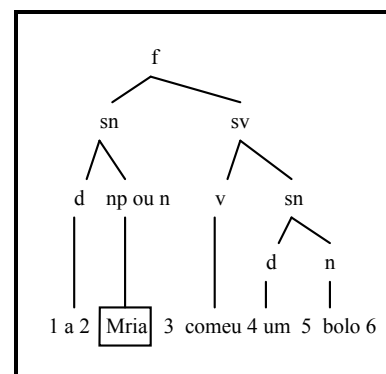 f
sn sv
d np ou n v sn
d n
1 a 2 Mria 3 comeu 4 um 5 bolo 6